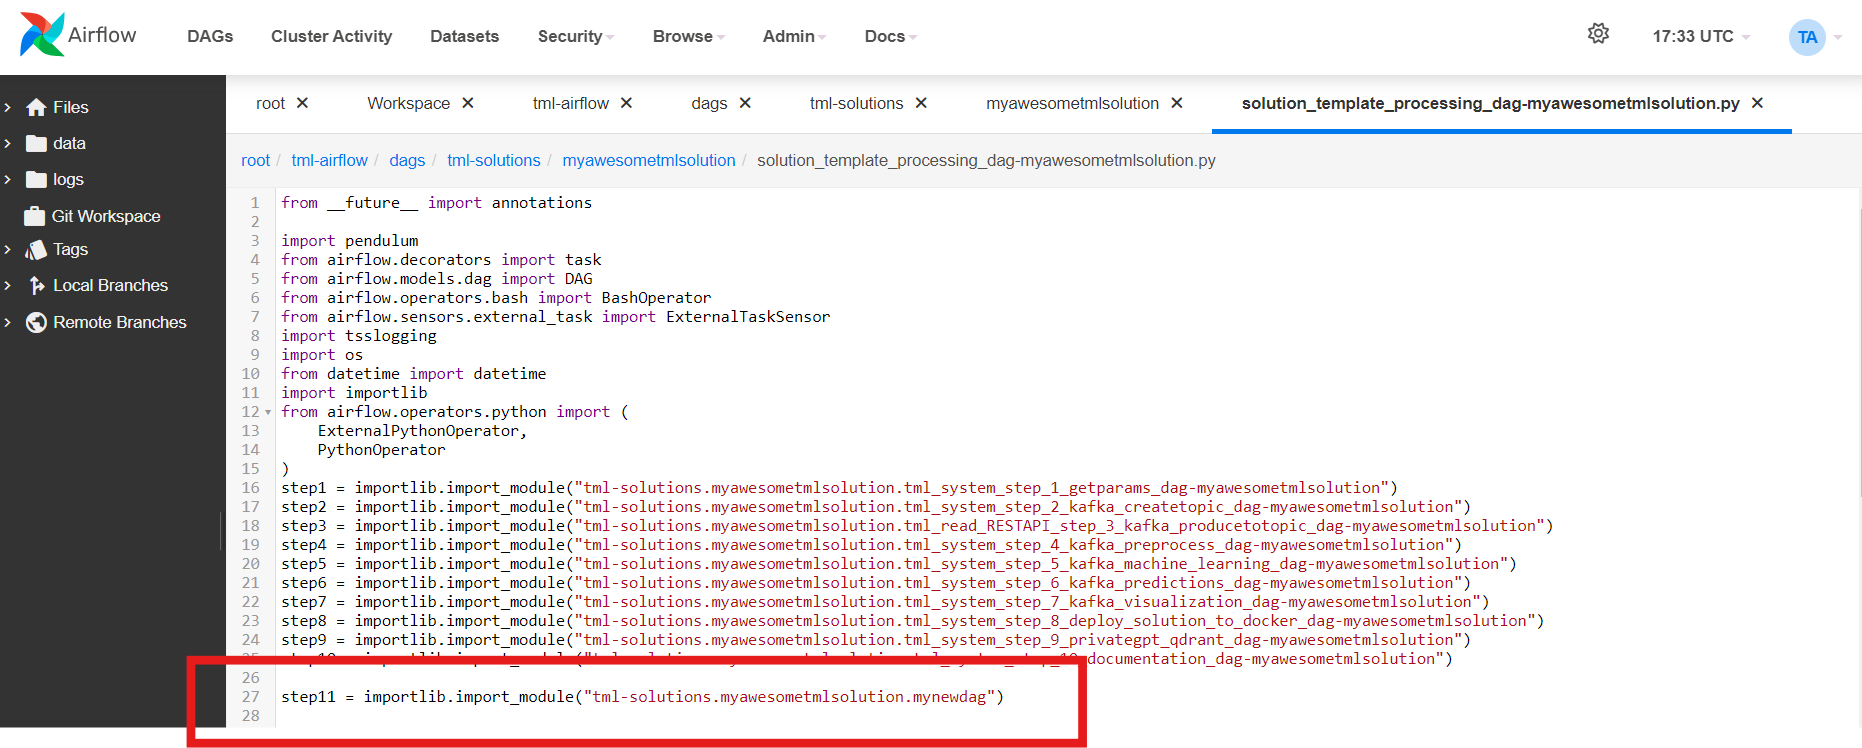 Airflow DAGs Cluster Activity Datasets Security Browse Admin Docs 17:33 UTC TA
Files
data
logs
Git Workspace
Tags
Local Branches
Remote Branches
root × Workspace × tml-airflow × dags × tml-solutions × myawesometmlsolution × solution_template_processing_dag-myawesometmlsolution.py ×
root / tml-airflow / dags / tml-solutions / myawesometmlsolution / solution_template_processing_dag-myawesometmlsolution.py
1 from __future__ import annotations
2
3 import pendulum
4 from airflow.decorators import task
5 from airflow.models.dag import DAG
6 from airflow.operators.bash import BashOperator
7 from airflow.sensors.external_task import ExternalTaskSensor
8 import tsslogging
9 import os
10 from datetime import datetime
11 import importlib
12 from airflow.operators.python import (
13 ExternalPythonOperator,
14 PythonOperator
15 )
16 step1 = importlib.import_module("tml-solutions.myawesometmlsolution.tml_system_step_1_getparams_dag-myawesometmlsolution")
17 step2 = importlib.import_module("tml-solutions.myawesometmlsolution.tml_system_step_2_kafka_createtopic_dag-myawesometmlsolution")
18 step3 = importlib.import_module("tml-solutions.myawesometmlsolution.tml_read_RESTAPI_step_3_kafka_producetotopic_dag-myawesometmlsolution")
19 step4 = importlib.import_module("tml-solutions.myawesometmlsolution.tml_system_step_4_kafka_preprocess_dag-myawesometmlsolution")
20 step5 = importlib.import_module("tml-solutions.myawesometmlsolution.tml_system_step_5_kafka_machine_learning_dag-myawesometmlsolution")
21 step6 = importlib.import_module("tml-solutions.myawesometmlsolution.tml_system_step_6_kafka_predictions_dag-myawesometmlsolution")
22 step7 = importlib.import_module("tml-solutions.myawesometmlsolution.tml_system_step_7_kafka_visualization_dag-myawesometmlsolution")
23 step8 = importlib.import_module("tml-solutions.myawesometmlsolution.tml_system_step_8_deploy_solution_to_docker_dag-myawesometmlsolution")
24 step9 = importlib.import_module("tml-solutions.myawesometmlsolution.tml_system_step_9_privategpt_qdrant_dag-myawesometmlsolution")
documentation_dag-myawesometmlsolution")
26
27 step11 = importlib.import_module("tml-solutions.myawesometmlsolution.mynewdag")
28